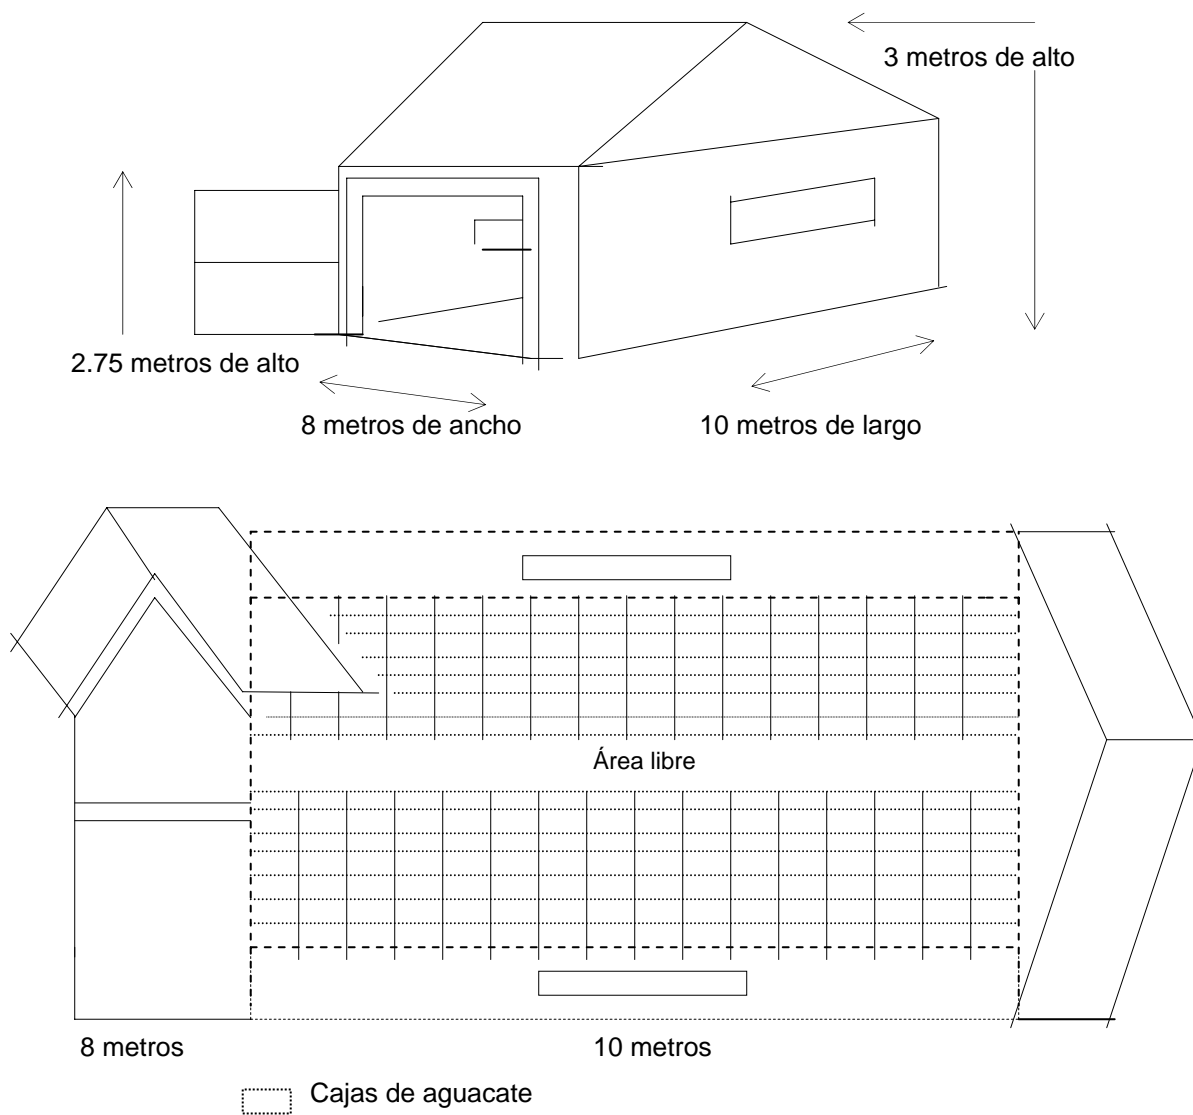 3 metros de alto
2.75 metros de alto
8 metros de ancho
10 metros de largo
Área libre
8 metros
10 metros
Cajas de aguacate